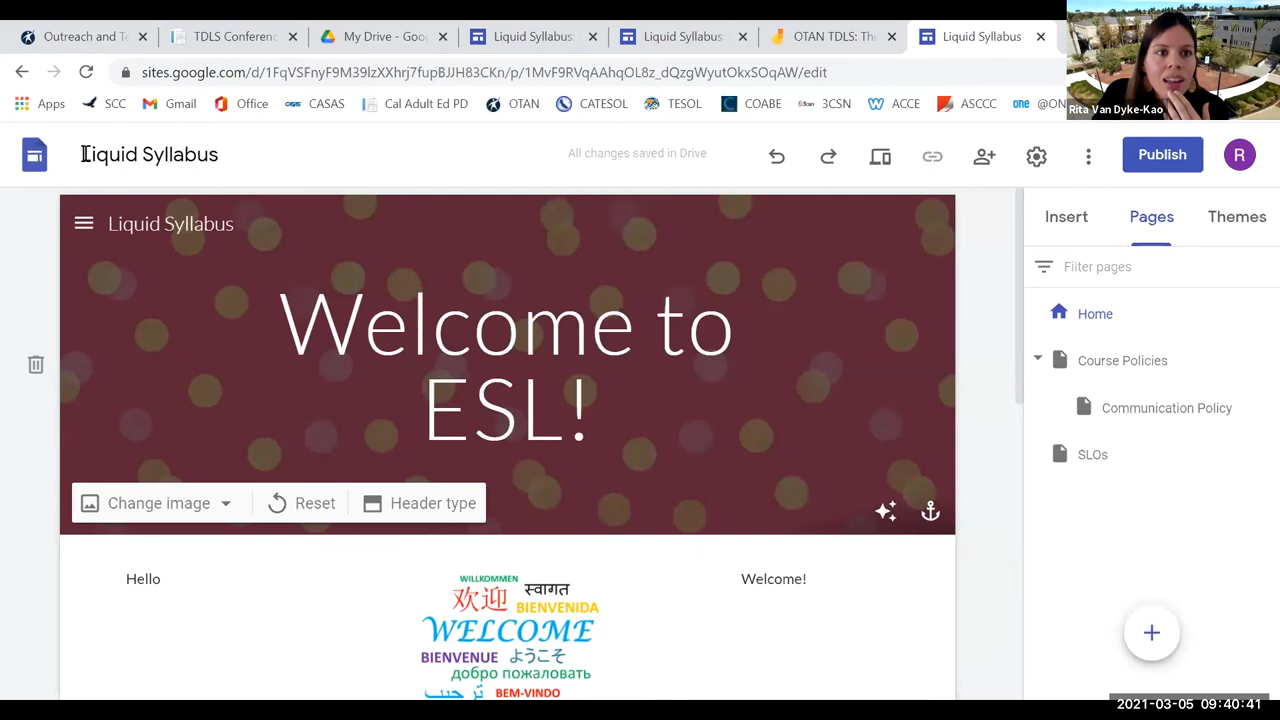 Outreach and Te
TDLS Conferenc
My Drive - Goo
Liquid Syllabus
Liquid Syllabus
OTAN TDLS: The
Liquid Syllabus
sites.google.com/d/1FqVSFnyF9M39IzXXhrj7fupBJJHScTKn/p/1MvF9RVqAAhqOL8z_dQzgWyutOkxSOqAW/edit
Apps
SCC
Gmail
Office
CASAS
Cal Adult Ed PD
OTAN
CATESOL
TESOL
COABE
3CSN
ACCE
ASCCC
@ON
Rita Van Dyke-Kao
Liquid Syllabus
All changes saved in Drive
Publish
R
Liquid Syllabus
Welcome to
ESL!
Change image
Reset
Header type
Insert
Pages
Themes
Filter pages
Home
Course Policies
Communication Policy
SLOs
Hello
WILLKOMMEN
स्वागत
欢迎
BIENVENIDA
WELCOME
BIENVENUE
ようこそ
добро пожаловать
ترحيب
BEM-VINDO
Welcome!
2021-03-05 09:40:41